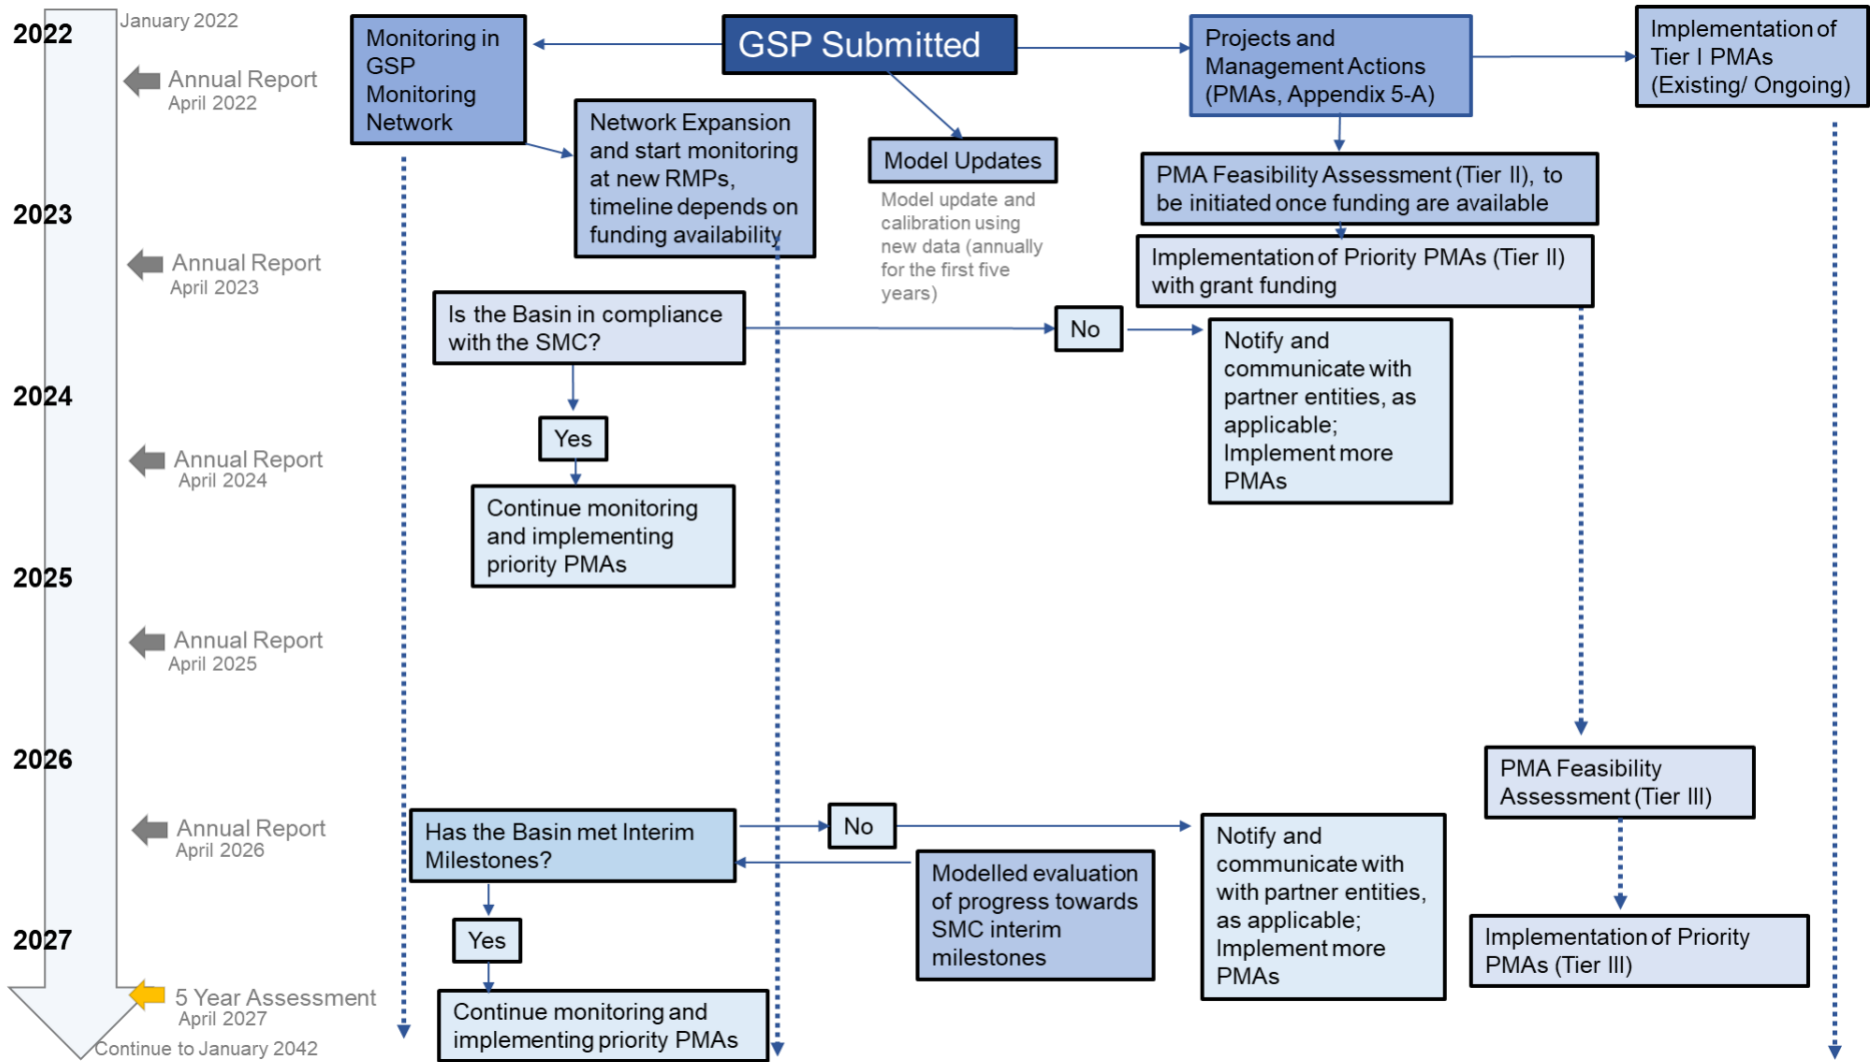 2022
January 2022
Annual Report
April 2022
2023
Annual Report
April 2023
2024
Annual Report
April 2024
2025
Annual Report
April 2025
2026
Annual Report
April 2026
2027
5 Year Assessment
April 2027
Continue to January 2042
Monitoring in
GSP
Monitoring
Network
GSP Submitted
Projects and
Management Actions
(PMAs, Appendix 5-A)
Implementation of
Tier I PMAs
(Existing/ Ongoing)
Network Expansion
and start monitoring
at new RMPs,
timeline depends on
funding availability
Model Updates
Model update and
calibration using
new data (annually
for the first five
years)
PMA Feasibility Assessment (Tier II), to
be initiated once funding are available
Implementation of Priority PMAs (Tier II)
with grant funding
Is the Basin in compliance
with the SMC?
No
Notify and
communicate with
partner entities, as
applicable;
Implement more
PMAs
Yes
Continue monitoring
and implementing
priority PMAs
PMA Feasibility
Assessment (Tier III)
Has the Basin met Interim
Milestones?
No
Modelled evaluation
of progress towards
SMC interim
milestones
Notify and
communicate with
with partner entities,
as applicable;
Implement more
PMAs
Implementation of Priority
PMAs (Tier III)
Yes
Continue monitoring and
implementing priority PMAs